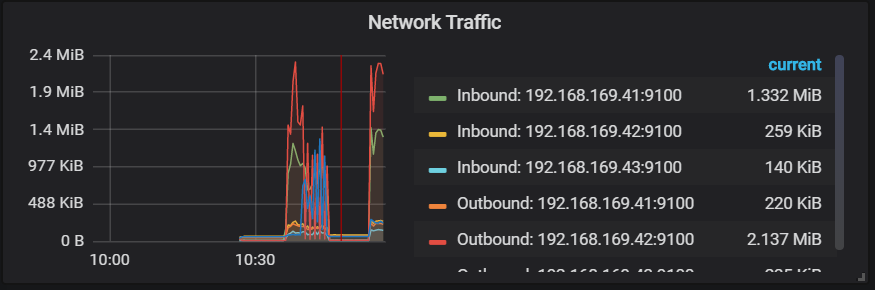 Network Traffic
2.4 MiB
1.9 MiB
1.4 MiB
977 KiB
488 KiB
0 B
10:00
10:30
current
Inbound: 192.168.169.41:9100 1.332 MiB
Inbound: 192.168.169.42:9100 259 KiB
Inbound: 192.168.169.43:9100 140 KiB
Outbound: 192.168.169.41:9100 220 KiB
Outbound: 192.168.169.42:9100 2.137 MiB